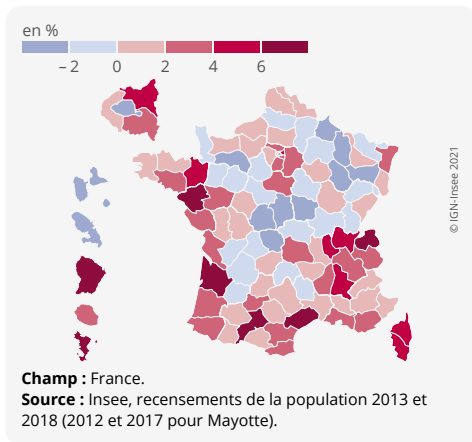 en %
– 2 0 2 4 6
© IGN-Insee 2021
Champ : France.
Source : Insee, recensements de la population 2013 et
2018 (2012 et 2017 pour Mayotte).